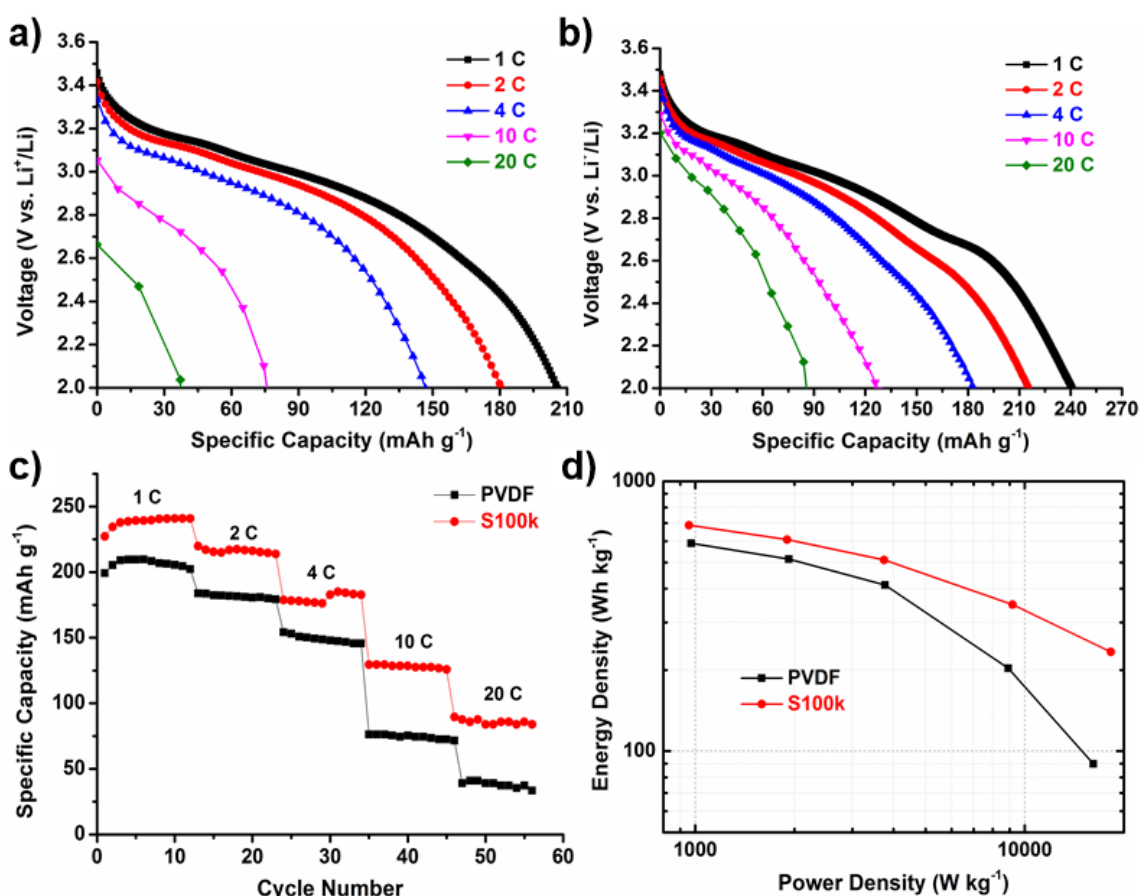 a)
3.6
3.4
3.2
3.0
2.8
2.6
2.4
2.2
2.0
Voltage (V vs. Li⁺/Li)
1 C
2 C
4 C
10 C
20 C
0 30 60 90 120 150 180 210
Specific Capacity (mAh g⁻¹)
b)
3.6
3.4
3.2
3.0
2.8
2.6
2.4
2.2
2.0
Voltage (V vs. Li⁺/Li)
1 C
2 C
4 C
10 C
20 C
0 30 60 90 120 150 180 210 240 270
Specific Capacity (mAh g⁻¹)
c)
250
200
150
100
50
0
Specific Capacity (mAh g⁻¹)
1 C
2 C
4 C
10 C
20 C
PVDF
S100k
0 10 20 30 40 50 60
Cycle Number
d)
1000
100
Energy Density (Wh kg⁻¹)
PVDF
S100k
1000 10000
Power Density (W kg⁻¹)